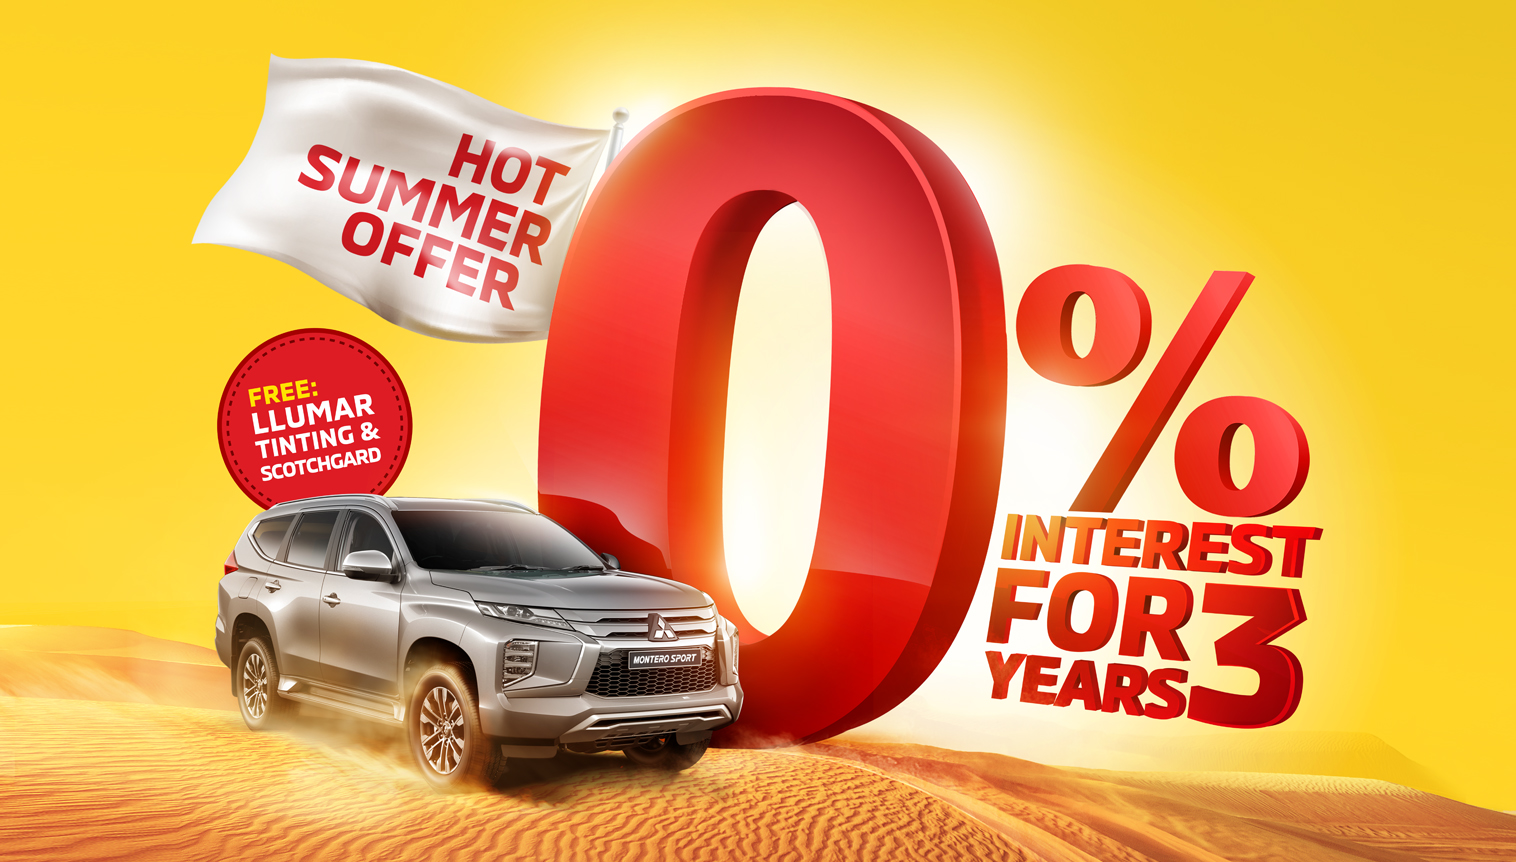 HOT
SUMMER
OFFER
FREE:
LLUMAR
TINTING &
SCOTCHGARD
0%
INTEREST
FOR 3
YEARS
MONTERO SPORT